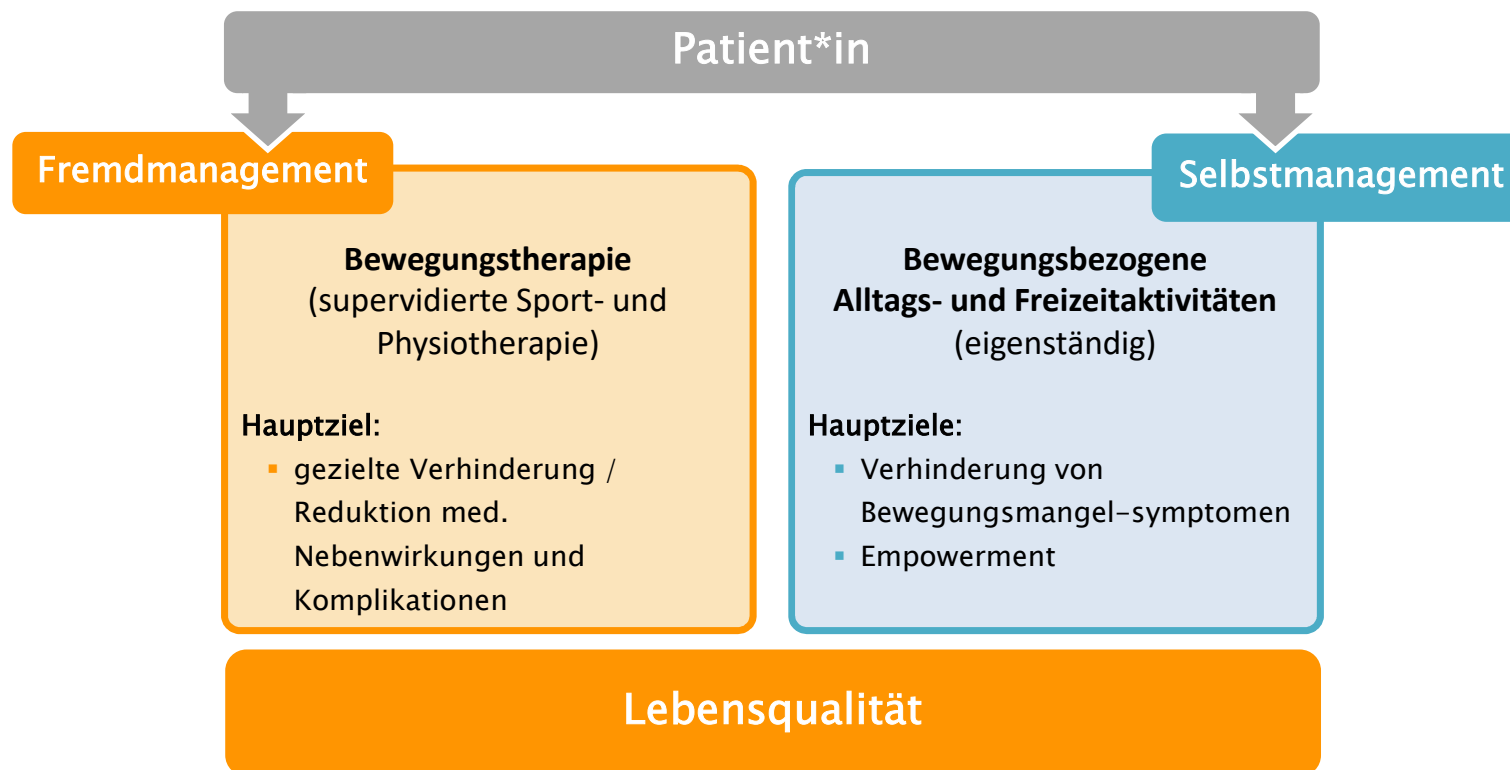 Patient*in
Fremdmanagement
Bewegungstherapie
(supervidierte Sport- und
Physiotherapie)
Hauptziel:
▪ gezielte Verhinderung /
Reduktion med.
Nebenwirkungen und
Komplikationen
Selbstmanagement
Bewegungsbezogene
Alltags- und Freizeitaktivitäten
(eigenständig)
Hauptziele:
▪ Verhinderung von
Bewegungsmangel-symptomen
▪ Empowerment
Lebensqualität